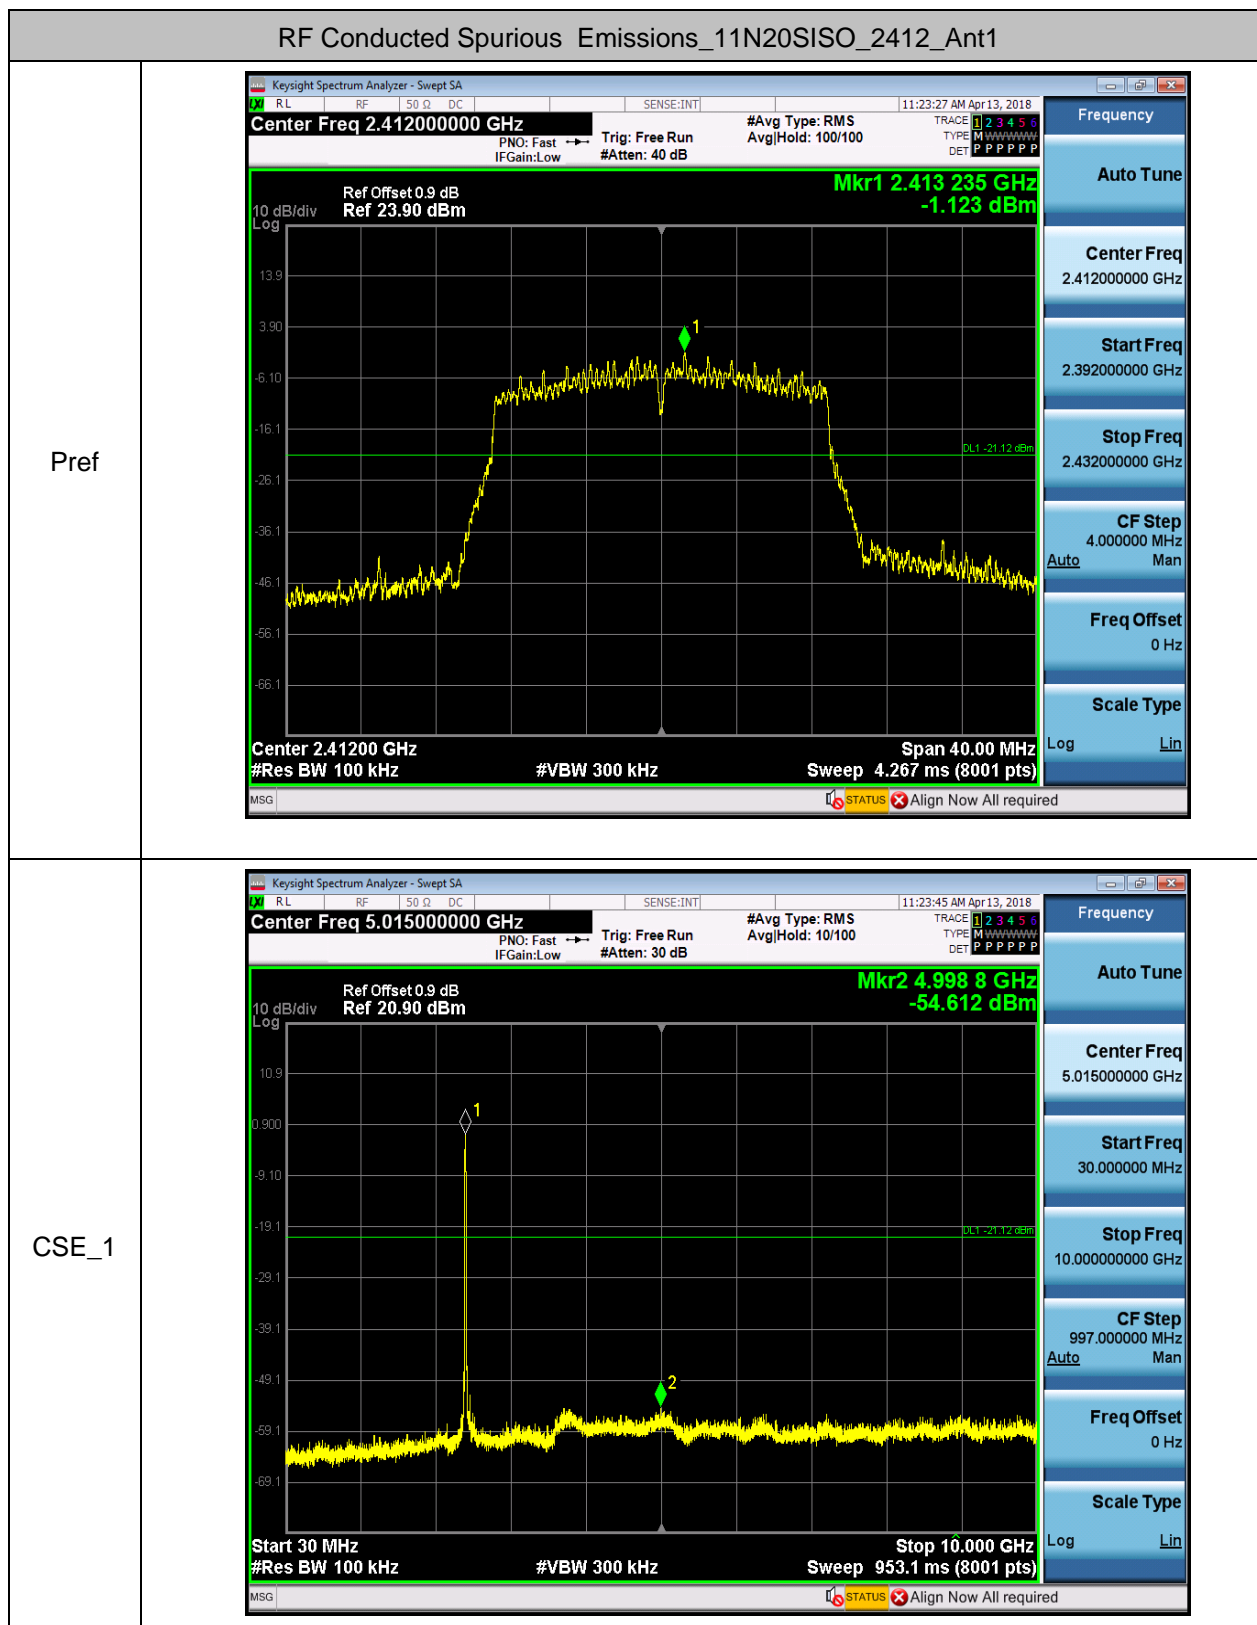 RF Conducted Spurious Emissions_11N20SISO_2412_Ant1
Pref
Keysight Spectrum Analyzer - Swept SA
LXI RL RF 50 Ω DC SENSE:INT 11:23:27 AM Apr 13, 2018
Center Freq 2.412000000 GHz
PNO: Fast
IFGain:Low
Trig: Free Run
#Atten: 40 dB
#Avg Type: RMS
Avg|Hold: 100/100
TRACE 1 2 3 4 5 6
TYPE M WWWWW
DET P P P P P P
Mkr1 2.413 235 GHz
-1.123 dBm
Ref Offset 0.9 dB
10 dB/div Ref 23.90 dBm
Log
13.9
3.90
-6.10
-16.1
-26.1
-36.1
-46.1
-56.1
-66.1
1
DL1 -21.12 dBm
Center 2.41200 GHz Span 40.00 MHz
#Res BW 100 kHz #VBW 300 kHz Sweep 4.267 ms (8001 pts)
MSG STATUS Align Now All required
Frequency
Auto Tune
Center Freq
2.412000000 GHz
Start Freq
2.392000000 GHz
Stop Freq
2.432000000 GHz
CF Step
4.000000 MHz
Auto Man
Freq Offset
0 Hz
Scale Type
Log Lin
CSE_1
Keysight Spectrum Analyzer - Swept SA
LXI RL RF 50 Ω DC SENSE:INT 11:23:45 AM Apr 13, 2018
Center Freq 5.015000000 GHz
PNO: Fast
IFGain:Low
Trig: Free Run
#Atten: 30 dB
#Avg Type: RMS
Avg|Hold: 10/100
TRACE 1 2 3 4 5 6
TYPE M WWWWW
DET P P P P P P
Mkr2 4.998 8 GHz
-54.612 dBm
Ref Offset 0.9 dB
10 dB/div Ref 20.90 dBm
Log
10.9
0.900
-9.10
-19.1
-29.1
-39.1
-49.1
-59.1
-69.1
1
DL1 -21.12 dBm
2
Start 30 MHz Stop 10.000 GHz
#Res BW 100 kHz #VBW 300 kHz Sweep 953.1 ms (8001 pts)
MSG STATUS Align Now All required
Frequency
Auto Tune
Center Freq
5.015000000 GHz
Start Freq
30.000000 MHz
Stop Freq
10.000000000 GHz
CF Step
997.000000 MHz
Auto Man
Freq Offset
0 Hz
Scale Type
Log Lin